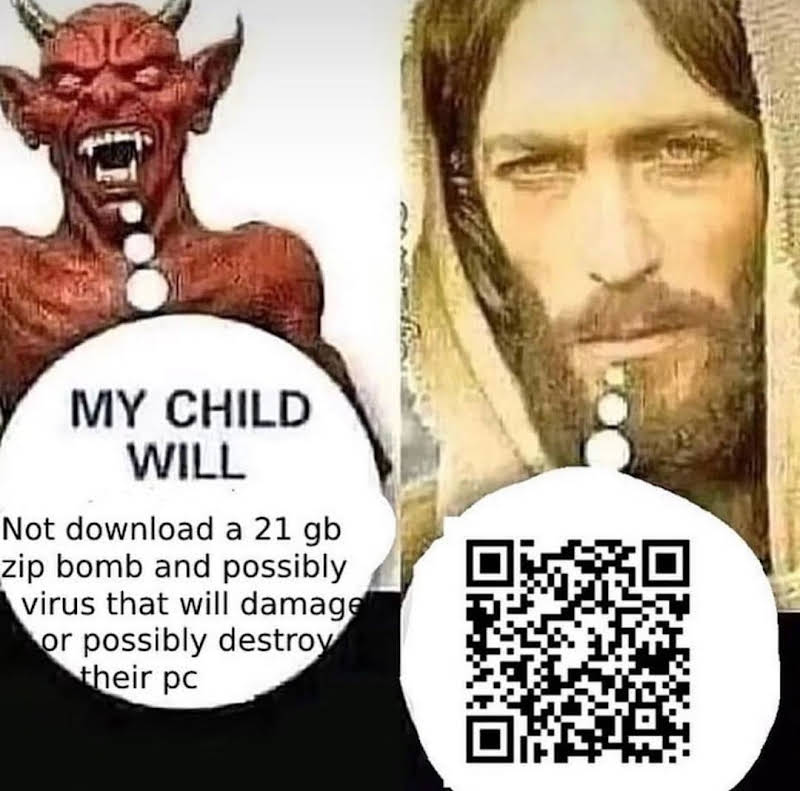 MY CHILD
WILL
Not download a 21 gb
zip bomb and possibly
virus that will damage
or possibly destroy
their pc